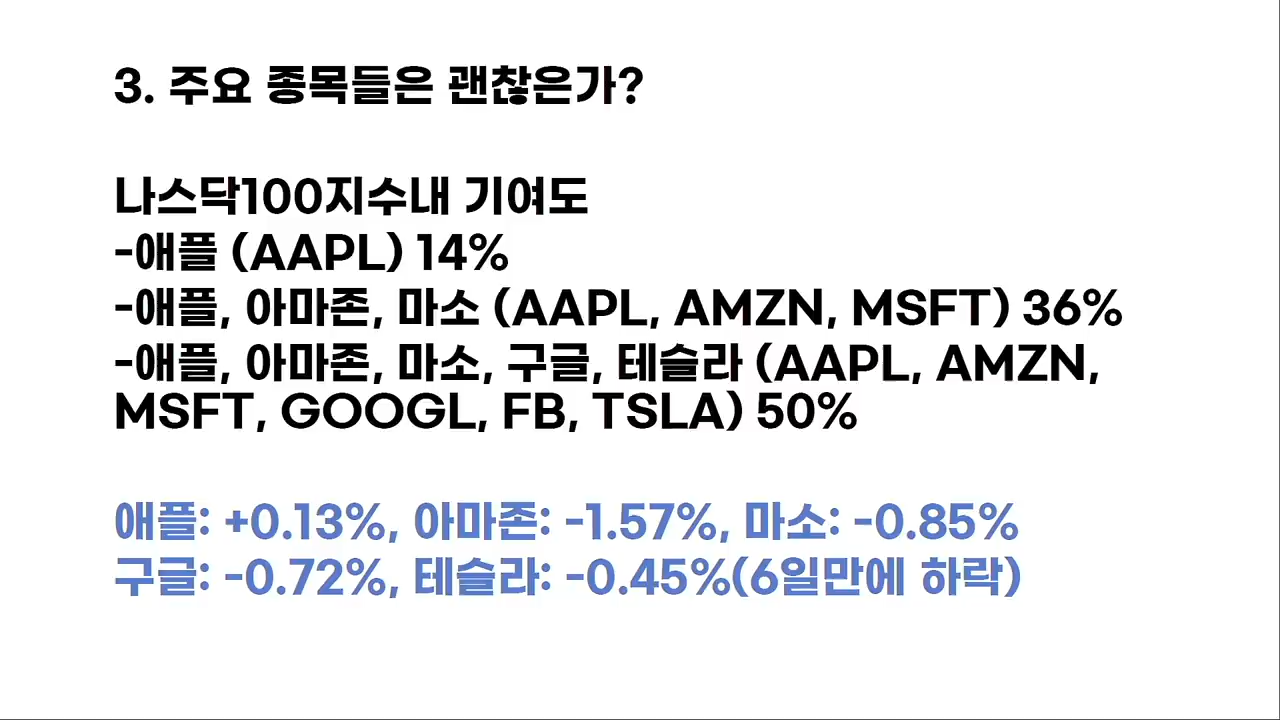 3. 주요 종목들은 괜찮은가?
나스닥100지수내 기여도
-애플 (AAPL) 14%
-애플, 아마존, 마소 (AAPL, AMZN, MSFT) 36%
-애플, 아마존, 마소, 구글, 테슬라 (AAPL, AMZN,
MSFT, GOOGL, FB, TSLA) 50%
애플: +0.13%, 아마존: -1.57%, 마소: -0.85%
구글: -0.72%, 테슬라: -0.45%(6일만에 하락)